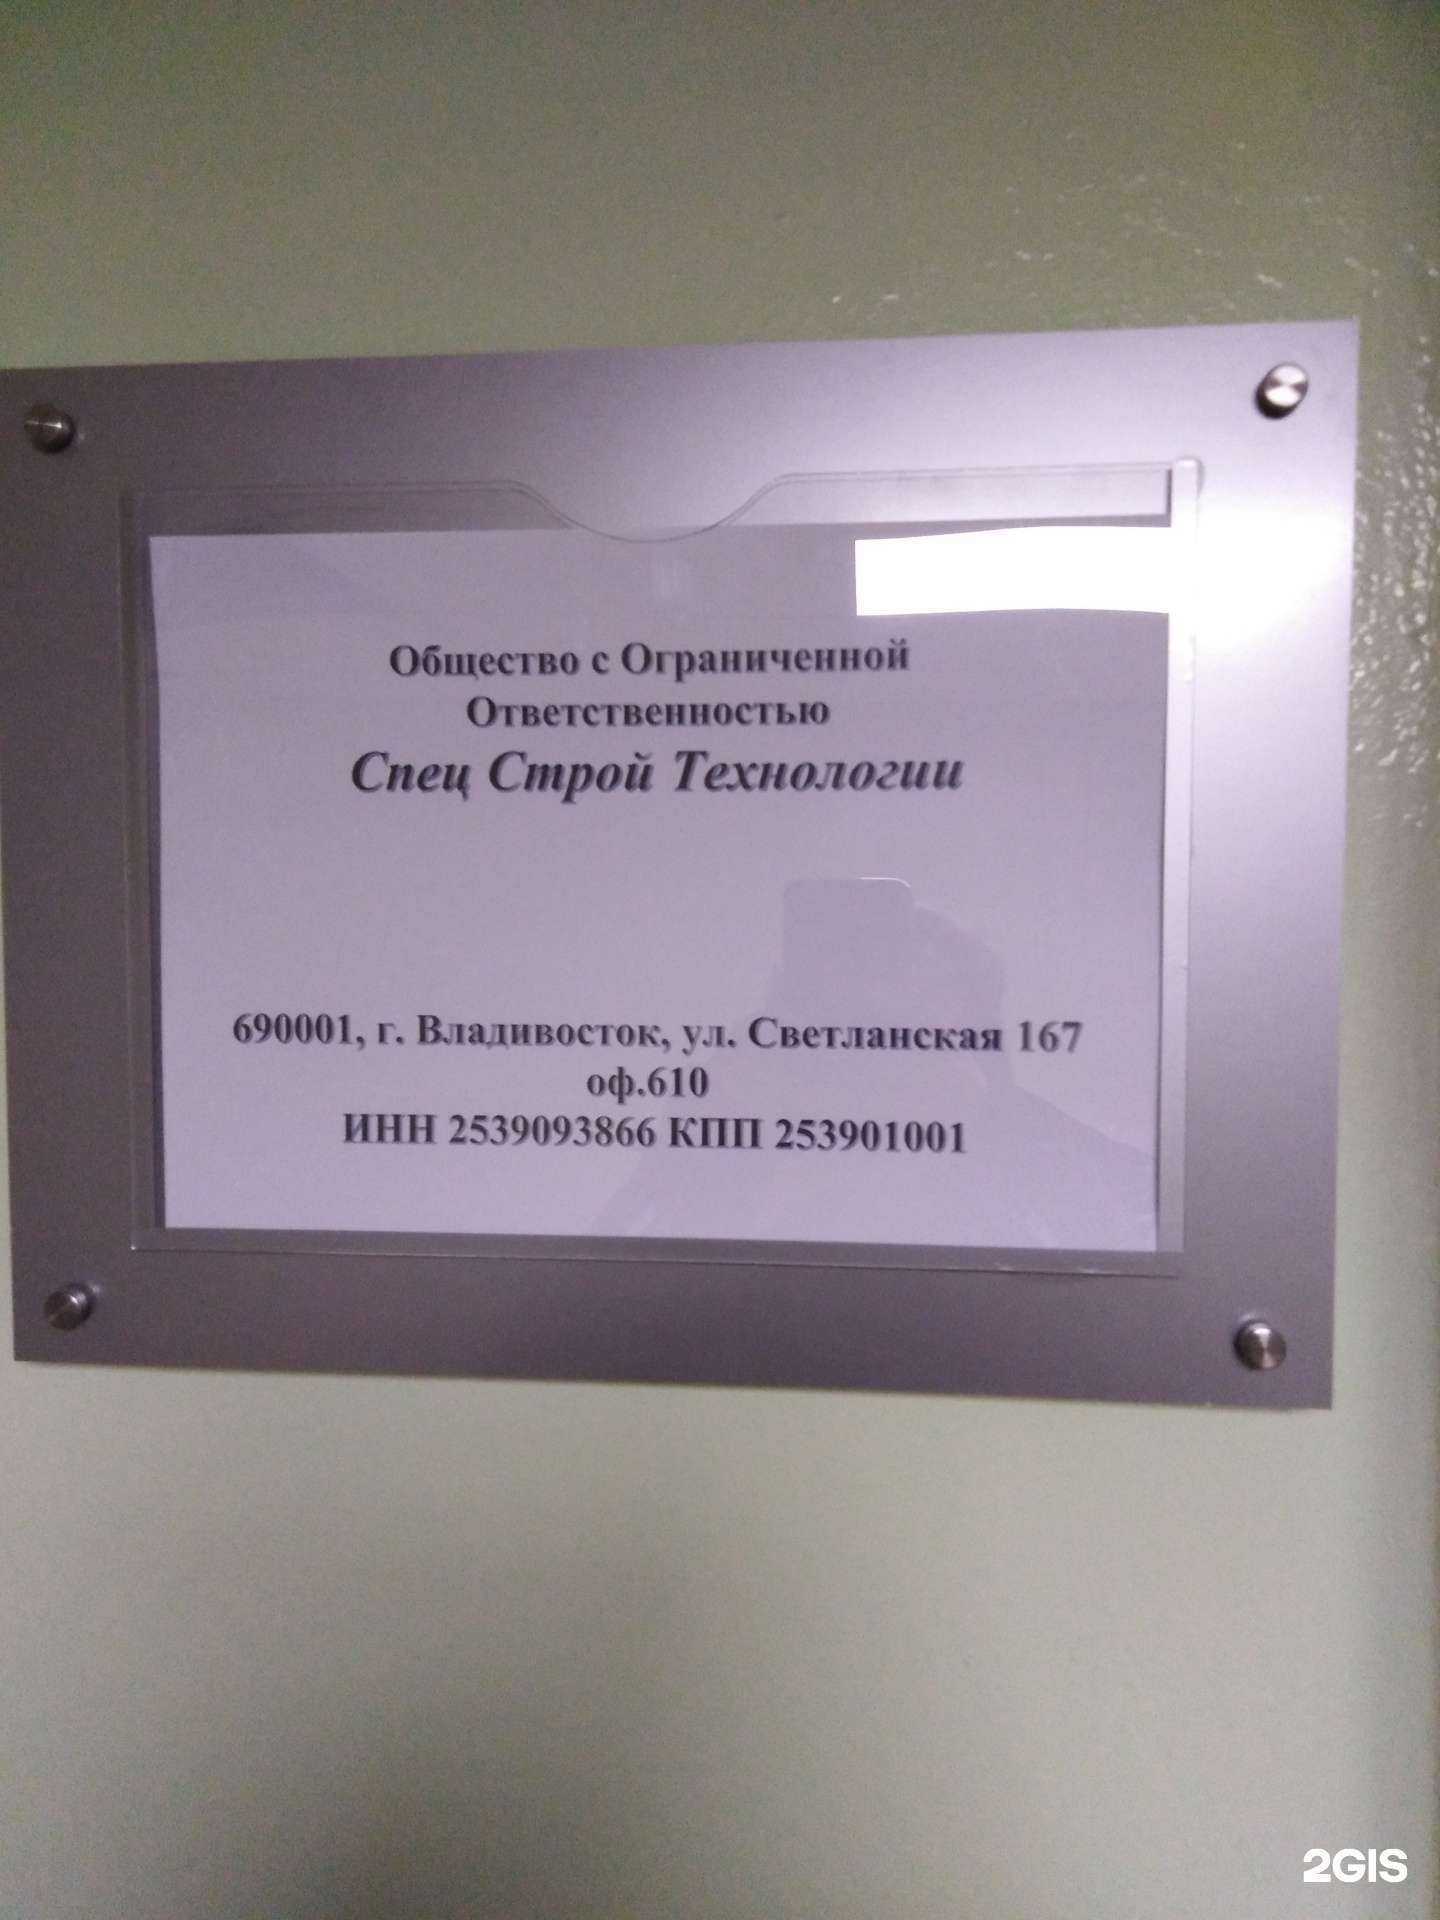 Общество с Ограниченной
Ответственностью
Спец Строй Технологии
690001, г. Владивосток, ул. Светланская 167
оф.610
ИНН 2539093866 КПП 253901001
2GIS